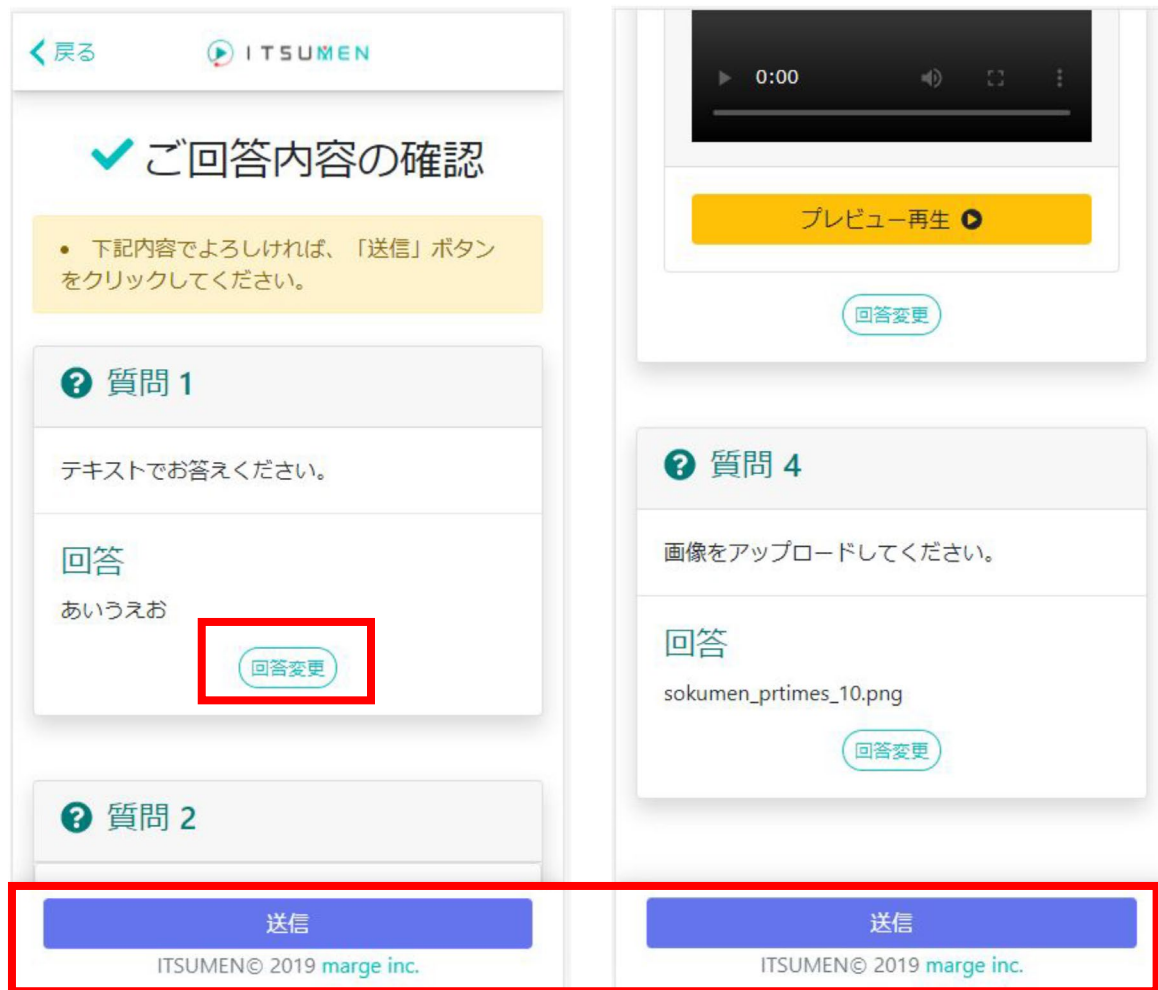 戻る
ITSUMEN
ご回答内容の確認
• 下記内容でよろしければ、「送信」ボタン
をクリックしてください。
質問 1
テキストでお答えください。
回答
あいうえお
回答変更
質問 2
送信
ITSUMEN© 2019 marge inc.
0:00
プレビュー再生
回答変更
質問 4
画像をアップロードしてください。
回答
sokumen_prtimes_10.png
回答変更
送信
ITSUMEN© 2019 marge inc.